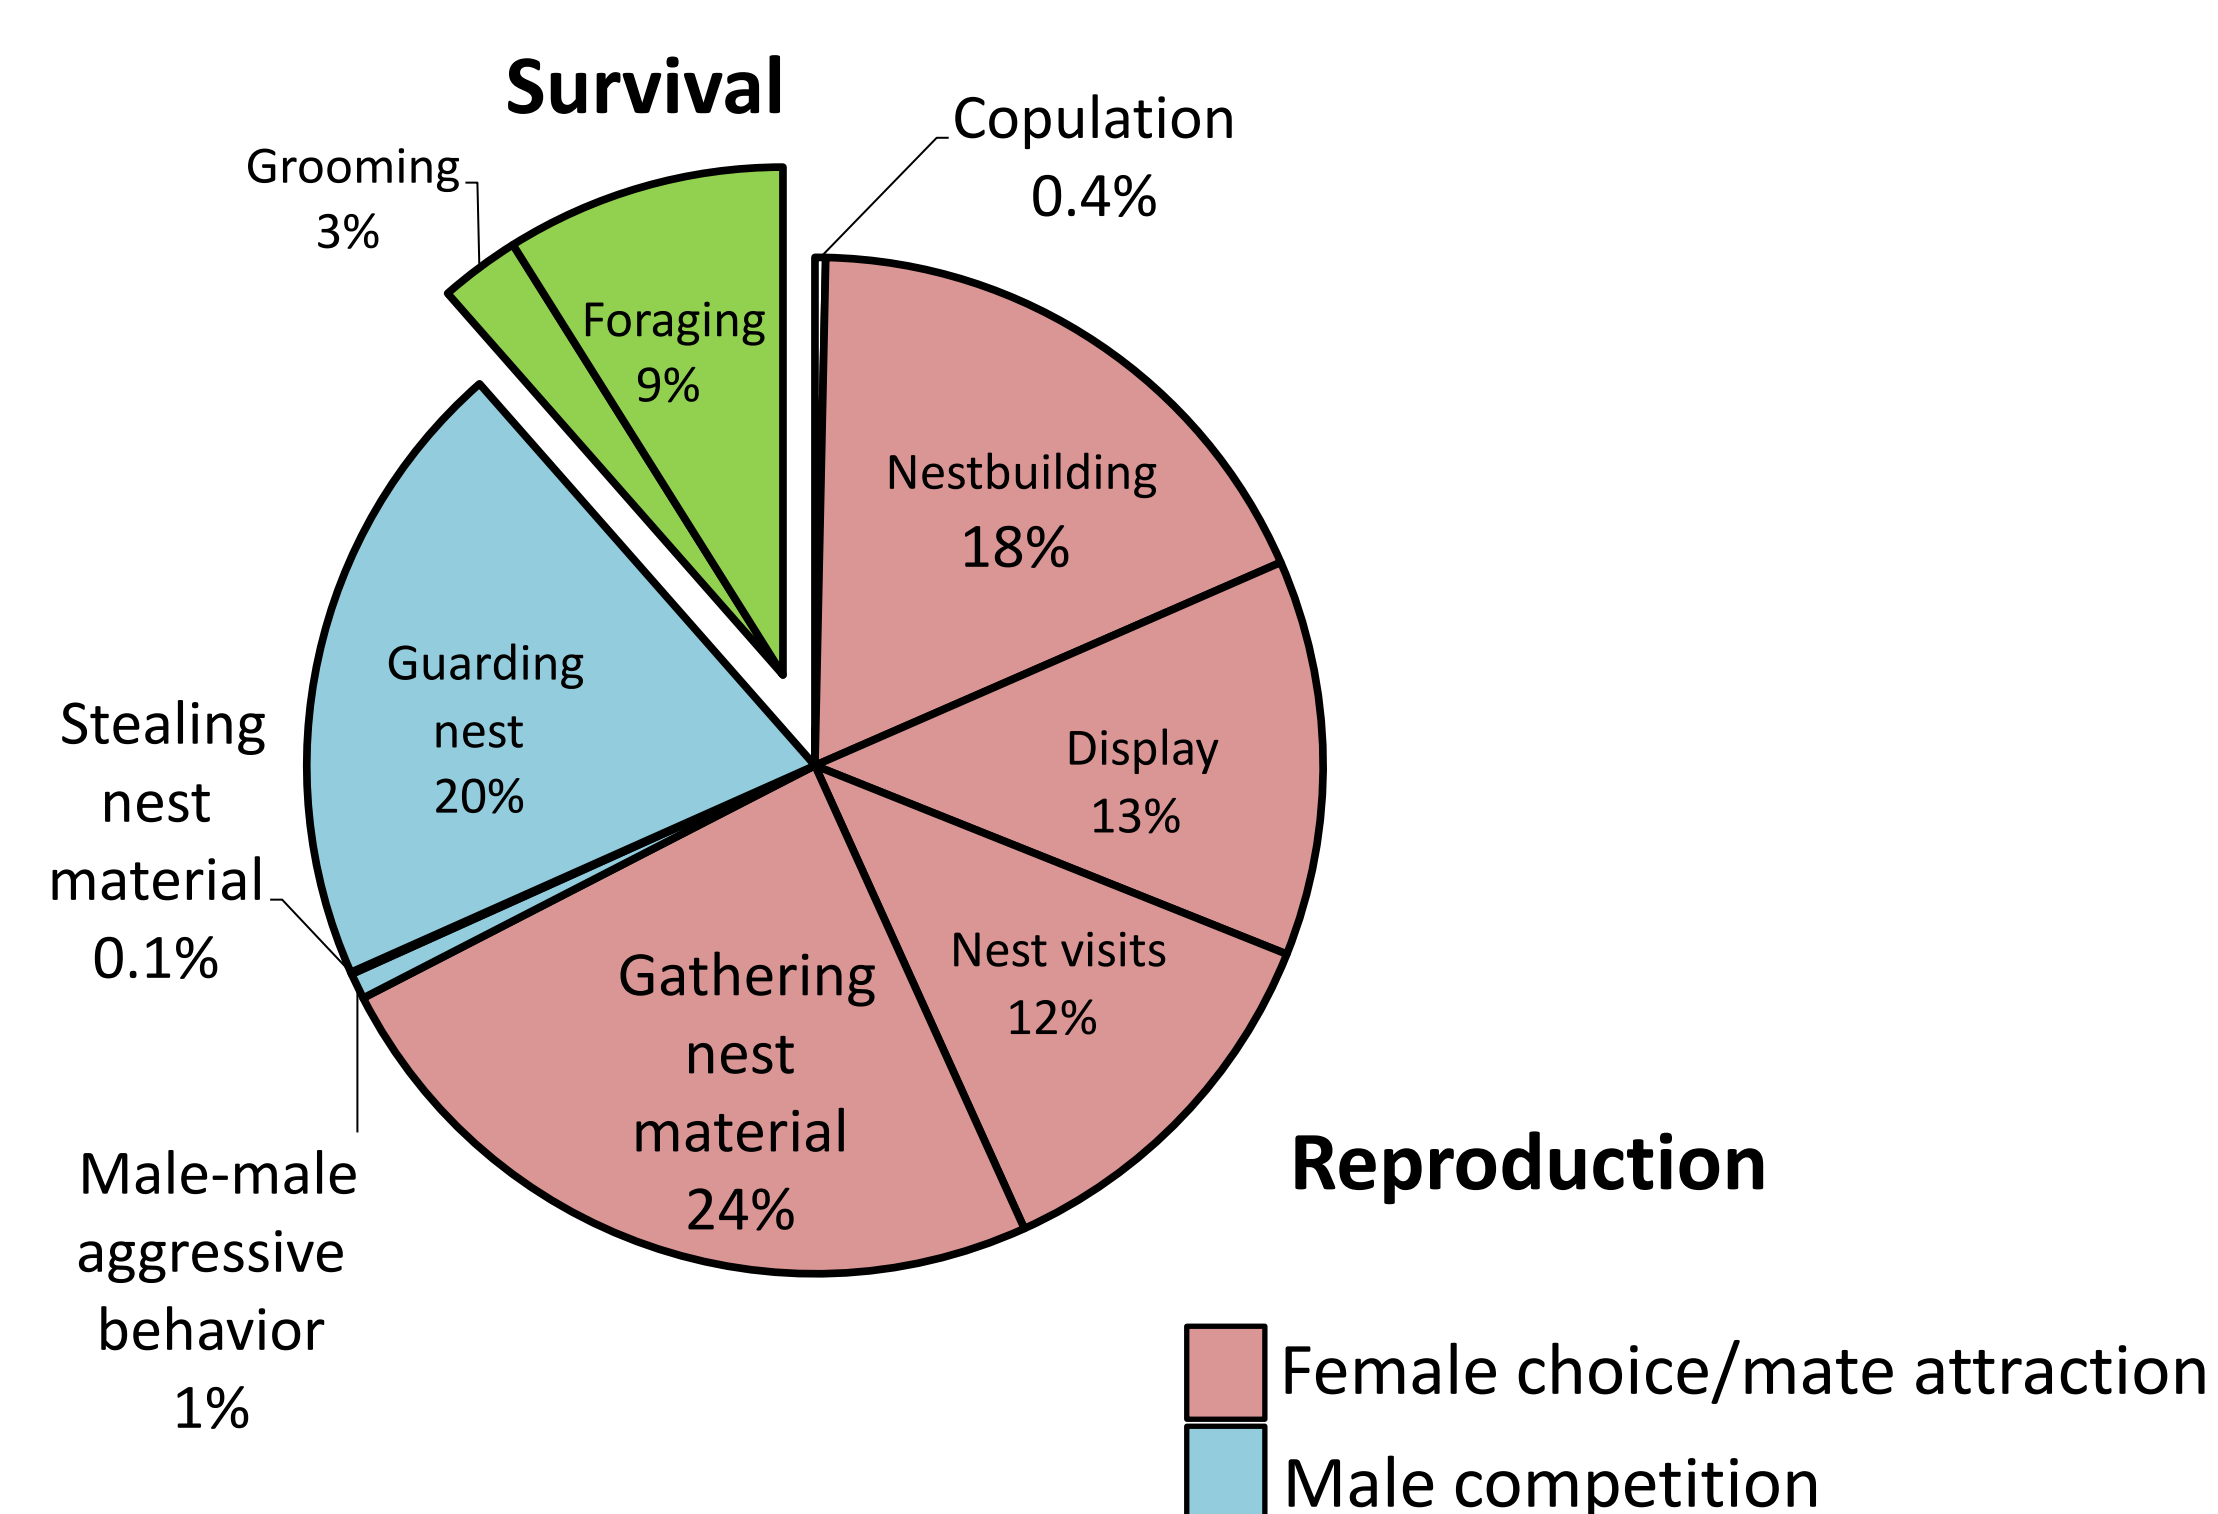 Survival
Copulation
0.4%
Grooming
3%
Foraging
9%
Nestbuilding
18%
Guarding
nest
20%
Stealing
nest
material
0.1%
Display
13%
Nest visits
12%
Gathering
nest
material
24%
Male-male
aggressive
behavior
1%
Reproduction
Female choice/mate attraction
Male competition